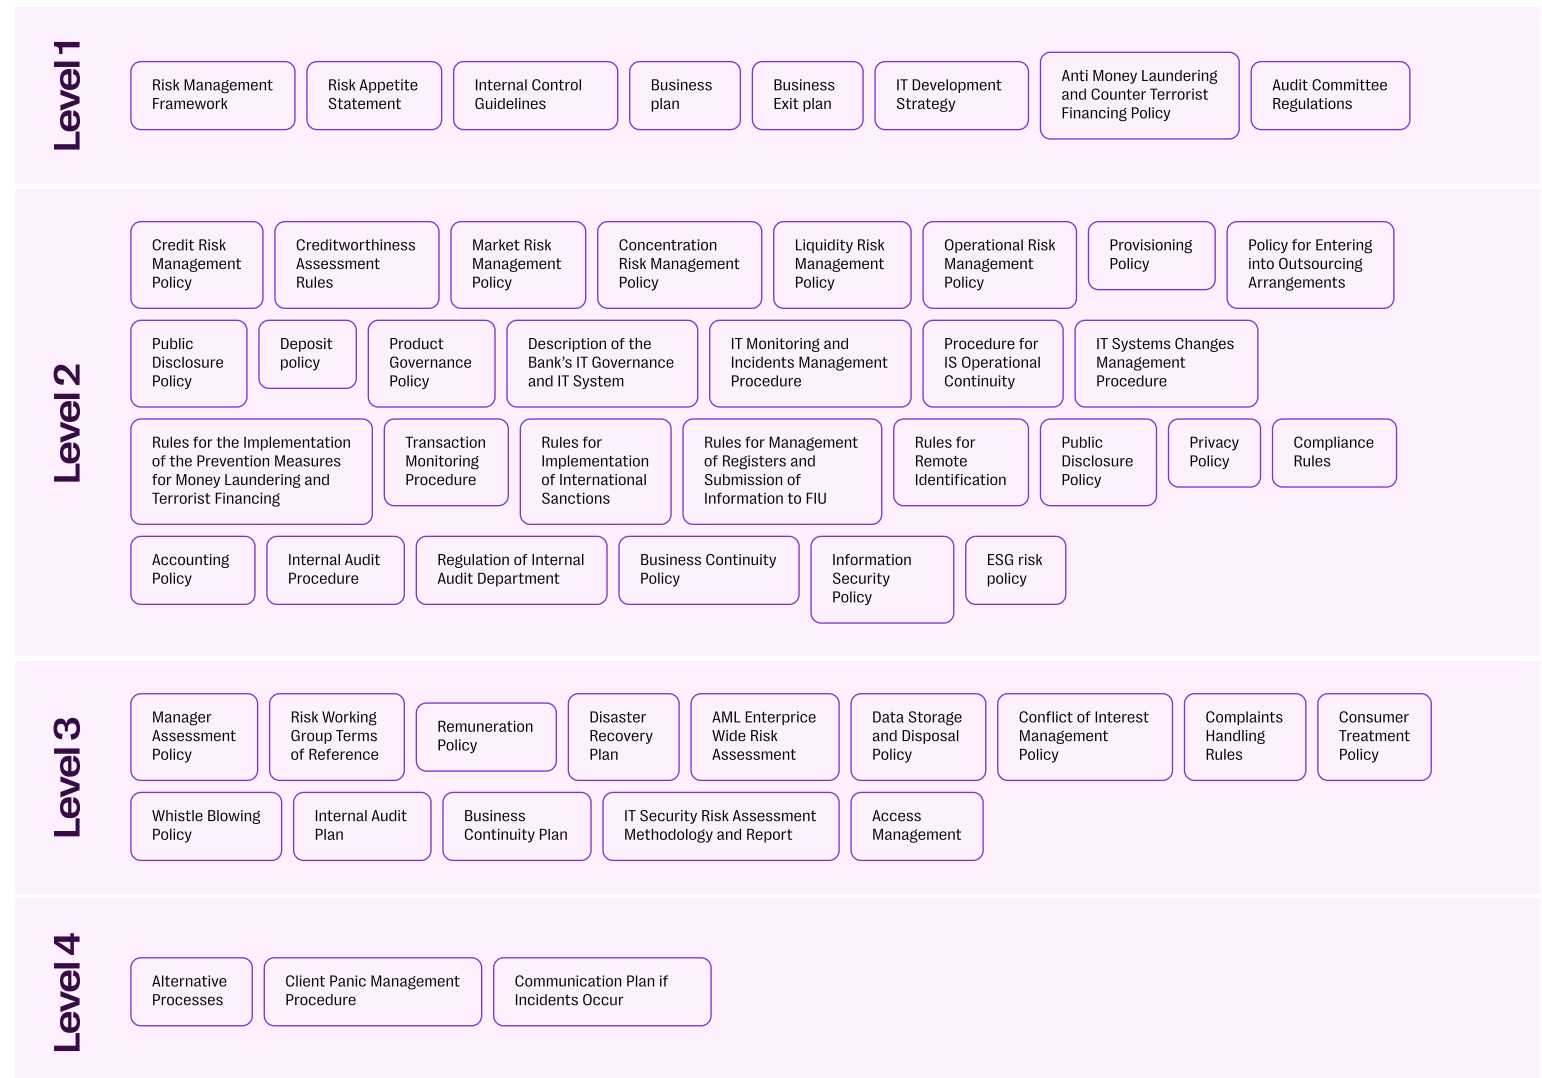 Level 1
Risk Management
Framework
Risk Appetite
Statement
Internal Control
Guidelines
Business
plan
Business
Exit plan
IT Development
Strategy
Anti Money Laundering
and Counter Terrorist
Financing Policy
Audit Committee
Regulations
Level 2
Credit Risk
Management
Policy
Creditworthiness
Assessment
Rules
Market Risk
Management
Policy
Concentration
Risk Management
Policy
Liquidity Risk
Management
Policy
Operational Risk
Management
Policy
Provisioning
Policy
Policy for Entering
into Outsourcing
Arrangements
Public
Disclosure
Policy
Deposit
policy
Product
Governance
Policy
Description of the
Bank’s IT Governance
and IT System
IT Monitoring and
Incidents Management
Procedure
Procedure for
IS Operational
Continuity
IT Systems Changes
Management
Procedure
Rules for the Implementation
of the Prevention Measures
for Money Laundering and
Terrorist Financing
Transaction
Monitoring
Procedure
Rules for
Implementation
of International
Sanctions
Rules for Management
of Registers and
Submission of
Information to FIU
Rules for
Remote
Identification
Public
Disclosure
Policy
Privacy
Policy
Compliance
Rules
Accounting
Policy
Internal Audit
Procedure
Regulation of Internal
Audit Department
Business Continuity
Policy
Information
Security
Policy
ESG risk
policy
Level 3
Manager
Assessment
Policy
Risk Working
Group Terms
of Reference
Remuneration
Policy
Disaster
Recovery
Plan
AML Enterprice
Wide Risk
Assessment
Data Storage
and Disposal
Policy
Conflict of Interest
Management
Policy
Complaints
Handling
Rules
Consumer
Treatment
Policy
Whistle Blowing
Policy
Internal Audit
Plan
Business
Continuity Plan
IT Security Risk Assessment
Methodology and Report
Access
Management
Level 4
Alternative
Processes
Client Panic Management
Procedure
Communication Plan if
Incidents Occur